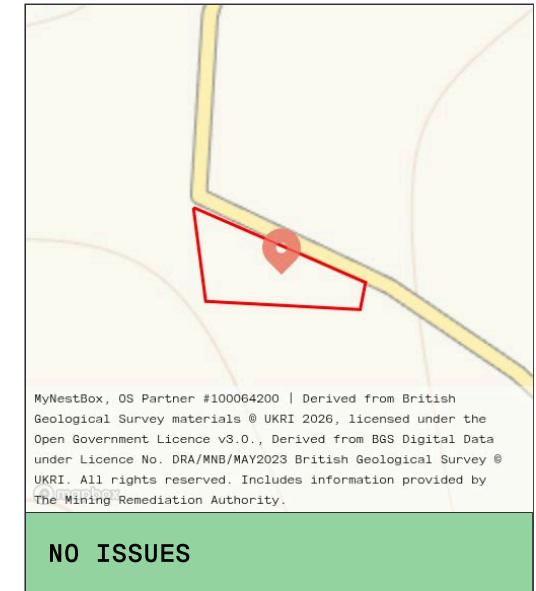 MyNestBox, OS Partner #100064200 | Derived from British
Geological Survey materials © UKRI 2026, licensed under the
Open Government Licence v3.0., Derived from BGS Digital Data
under Licence No. DRA/MNB/MAY2023 British Geological Survey ©
UKRI. All rights reserved. Includes information provided by
The Mining Remediation Authority.
mapbox
NO ISSUES